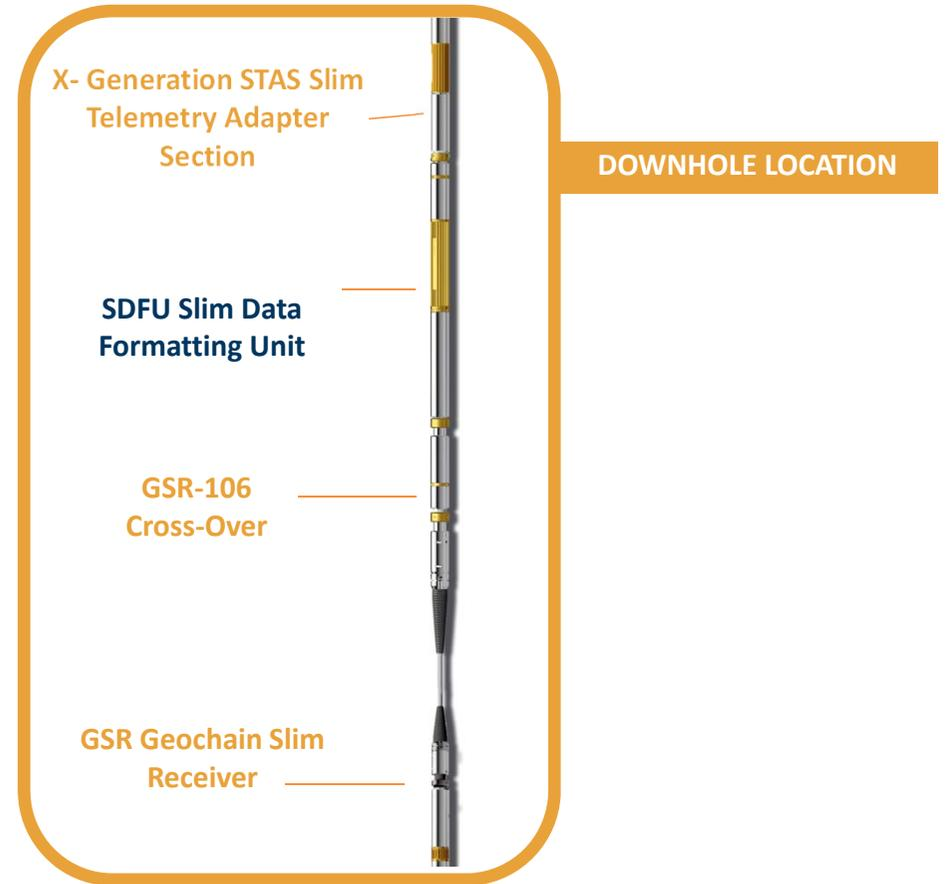 X- Generation STAS Slim
Telemetry Adapter
Section
DOWNHOLE LOCATION
SDFU Slim Data
Formatting Unit
GSR-106
Cross-Over
GSR Geochain Slim
Receiver